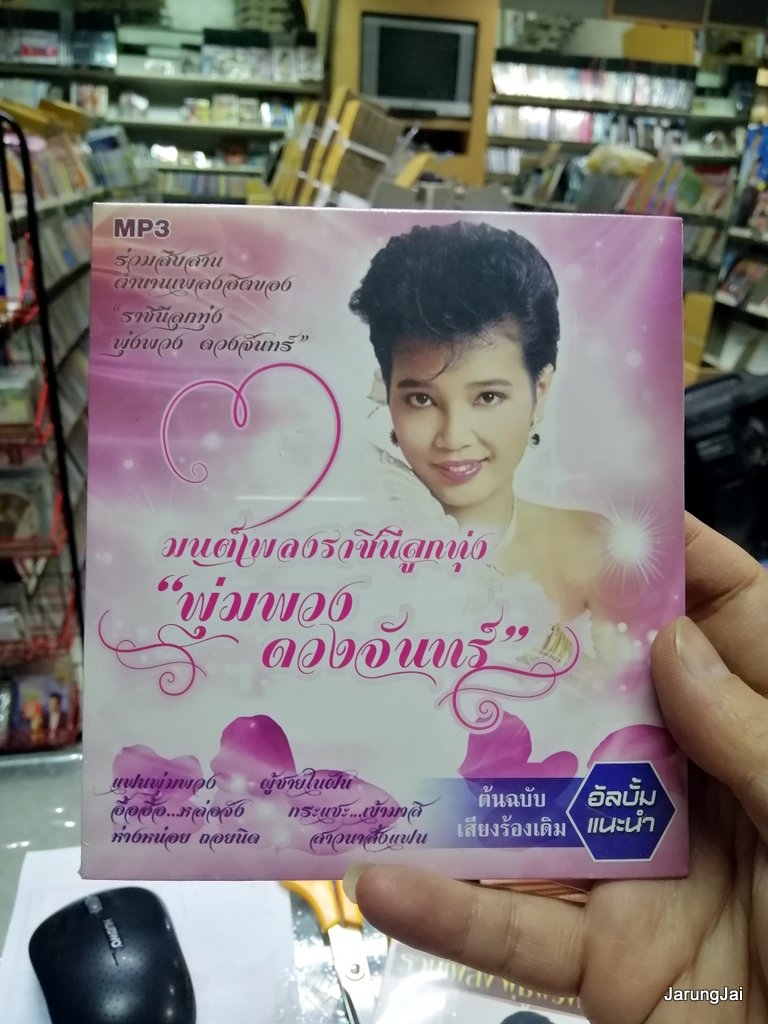 MP3
ร่วมสืบสาน
ตำนานเพลงฮิตของ
"ราชินีลูกทุ่ง
พุ่งพวง ดวงจันทร์"
มนต์เพลงราชินีลูกทุ่ง
"พุ่มพวง
ดวงจันทร์"
แฟนพุ่มพวง ผู้ชายในฝัน
อื้อฮื้อ...หล่อจัง กระแซะ...เข้ามาสิ
ห่างหน่อย ถอยนิด สาวนาสั่งแฟน
ต้นฉบับ
เสียงร้องเดิม
อัลบั้ม
แนะนำ
JarungJai